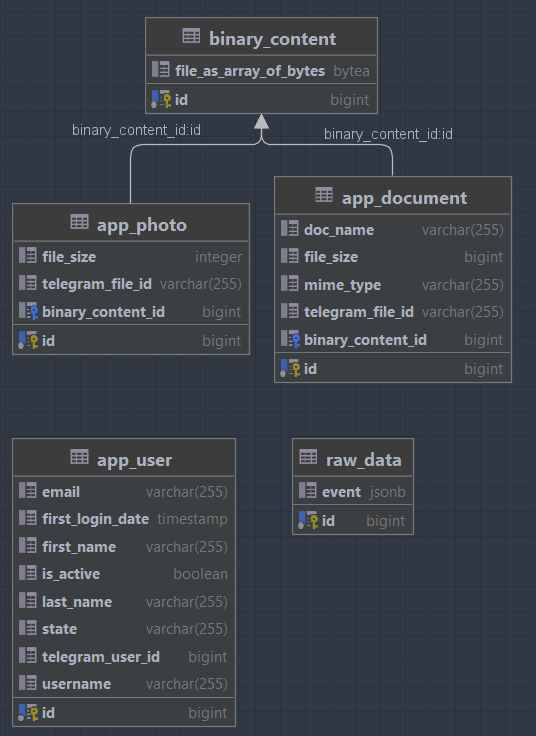 binary_content
file_as_array_of_bytes bytea
id bigint
binary_content_id:id
binary_content_id:id
app_photo
file_size integer
telegram_file_id varchar(255)
binary_content_id bigint
id bigint
app_document
doc_name varchar(255)
file_size bigint
mime_type varchar(255)
telegram_file_id varchar(255)
binary_content_id bigint
id bigint
app_user
email varchar(255)
first_login_date timestamp
first_name varchar(255)
is_active boolean
last_name varchar(255)
state varchar(255)
telegram_user_id bigint
username varchar(255)
id bigint
raw_data
event jsonb
id bigint